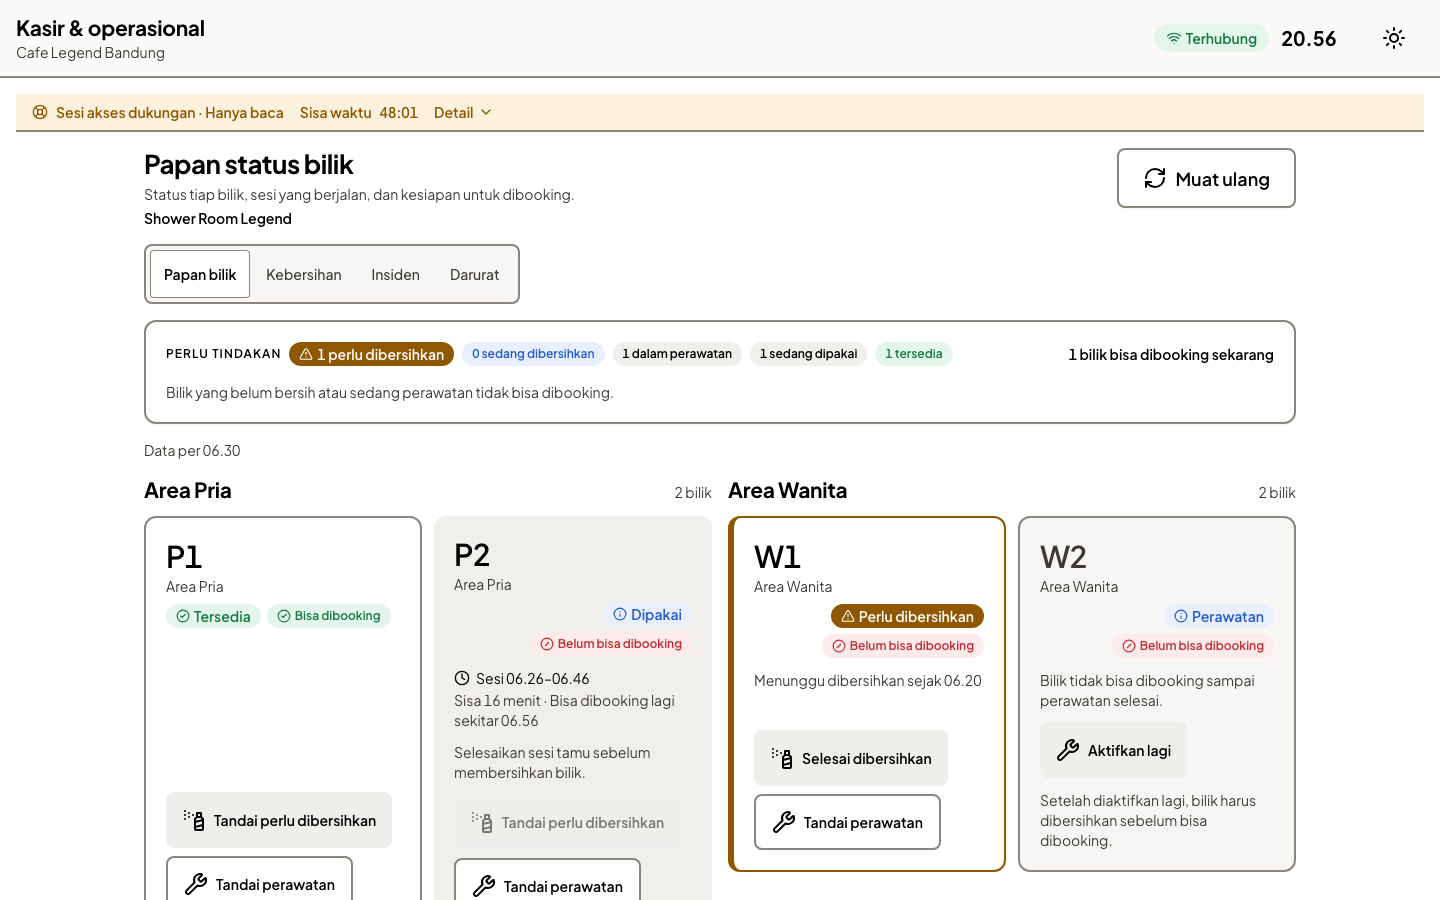 Kasir & operasional
Cafe Legend Bandung
Terhubung
20.56
Sesi akses dukungan · Hanya baca
Sisa waktu 48:01
Detail
Papan status bilik
Status tiap bilik, sesi yang berjalan, dan kesiapan untuk dibooking.
Shower Room Legend
Muat ulang
Papan bilik
Kebersihan
Insiden
Darurat
PERLU TINDAKAN
1 perlu dibersihkan
0 sedang dibersihkan
1 dalam perawatan
1 sedang dipakai
1 tersedia
1 bilik bisa dibooking sekarang
Bilik yang belum bersih atau sedang perawatan tidak bisa dibooking.
Data per 06.30
Area Pria
2 bilik
P1
Area Pria
Tersedia
Bisa dibooking
Tandai perlu dibersihkan
Tandai perawatan
P2
Area Pria
Dipakai
Belum bisa dibooking
Sesi 06.26–06.46
Sisa 16 menit · Bisa dibooking lagi
sekitar 06.56
Selesaikan sesi tamu sebelum
membersihkan bilik.
Tandai perlu dibersihkan
Tandai perawatan
Area Wanita
2 bilik
W1
Area Wanita
Perlu dibersihkan
Belum bisa dibooking
Menunggu dibersihkan sejak 06.20
Selesai dibersihkan
Tandai perawatan
W2
Area Wanita
Perawatan
Belum bisa dibooking
Bilik tidak bisa dibooking sampai
perawatan selesai.
Aktifkan lagi
Setelah diaktifkan lagi, bilik harus
dibersihkan sebelum bisa
dibooking.